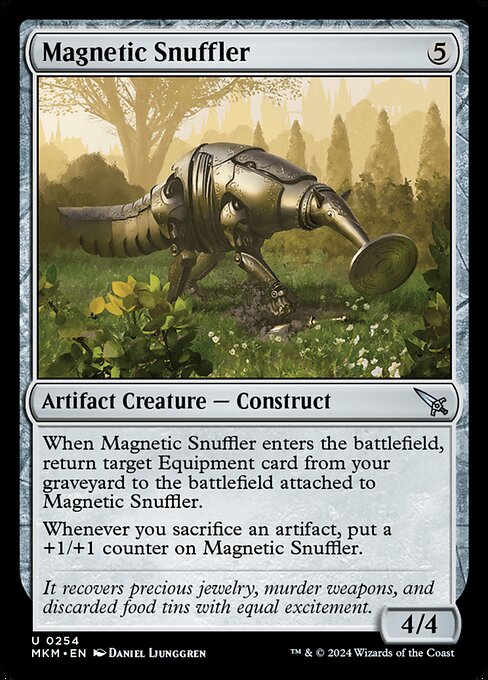 Magnetic Snuffler 5
Artifact Creature — Construct
When Magnetic Snuffler enters the battlefield,
return target Equipment card from your
graveyard to the battlefield attached to
Magnetic Snuffler.
Whenever you sacrifice an artifact, put a
+1/+1 counter on Magnetic Snuffler.
It recovers precious jewelry, murder weapons, and
discarded food tins with equal excitement.
4/4
U 0254
MKM • EN Daniel Ljunggren
™ & © 2024 Wizards of the Coast